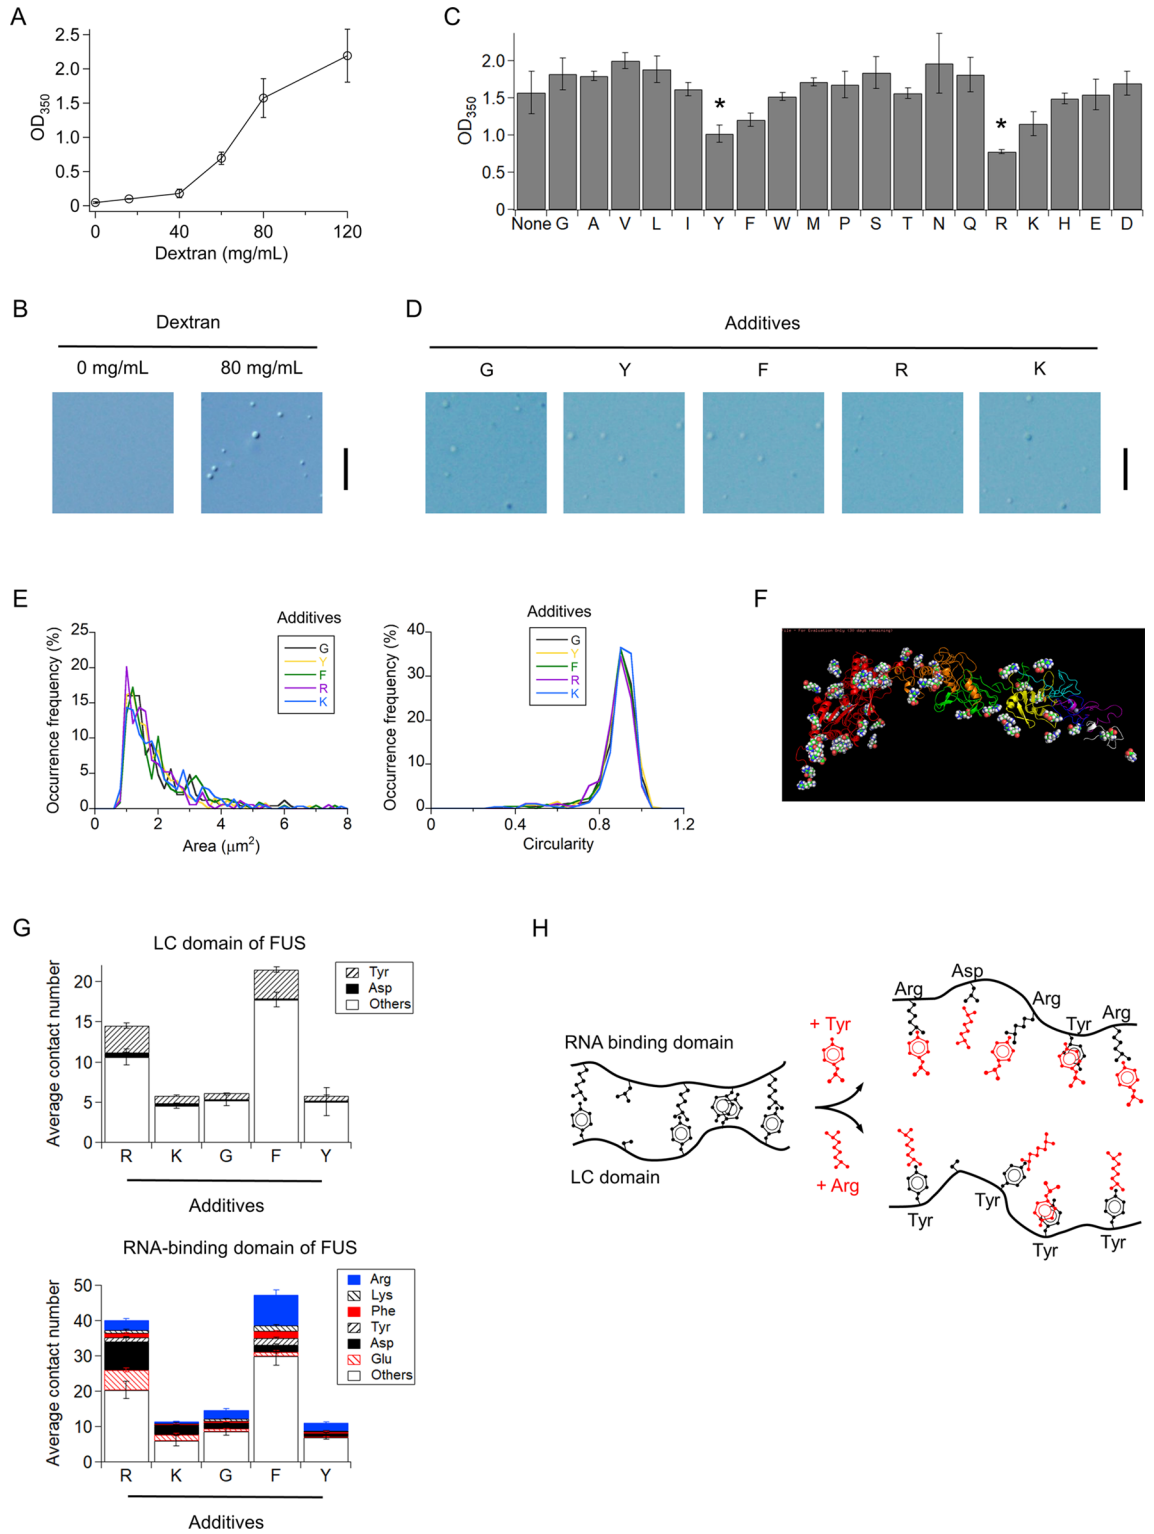 A
2.5
2.0
1.5
1.0
0.5
0
OD350
0 40 80 120
Dextran (mg/mL)
C
2.0
1.5
1.0
0.5
0
OD350
* *
None G A V L I Y F W M P S T N Q R K H E D
B
Dextran
0 mg/mL 80 mg/mL
D
Additives
G Y F R K
E
Additives
G
Y
F
R
K
Occurrence frequency (%)
25
20
15
10
5
0
0 2 4 6 8
Area (μm2)
Additives
G
Y
F
R
K
Occurrence frequency (%)
40
30
20
10
0
0 0.4 0.8 1.2
Circularity
F
G
LC domain of FUS
Tyr
Asp
Others
Average contact number
20
15
10
5
0
R K G F Y
Additives
RNA-binding domain of FUS
Arg
Lys
Phe
Tyr
Asp
Glu
Others
Average contact number
50
40
30
20
10
0
R K G F Y
Additives
H
RNA binding domain
LC domain
+ Tyr
+ Arg
Arg Asp Arg Tyr Arg
Tyr Tyr Tyr Tyr